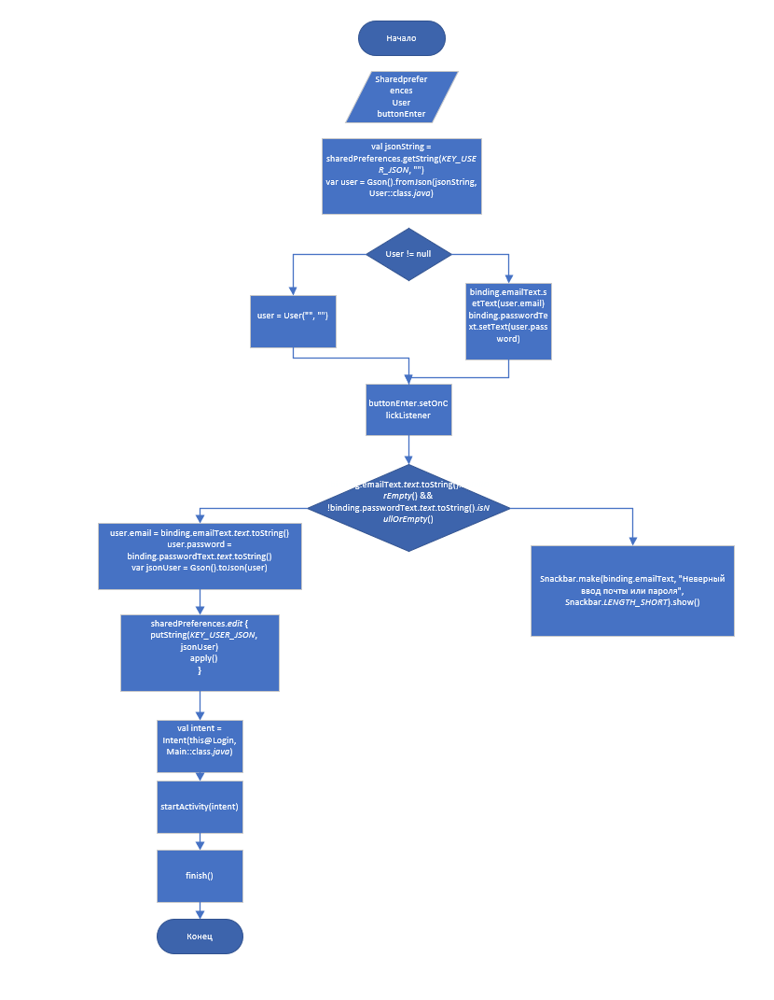 Начало
Sharedprefer
ences
User
buttonEnter
val jsonString =
sharedPreferences.getString(KEY_USE
R_JSON, "")
var user = Gson().fromJson(jsonString,
User::class.java)
User != null
user = User("", "")
binding.emailText.s
etText(user.email)
binding.passwordTe
xt.setText(user.pass
word)
buttonEnter.setOnC
lickListener
.emailText.text.toString().
rEmpty() &&
!binding.passwordText.text.toString().isN
ullOrEmpty()
user.email = binding.emailText.text.toString()
user.password =
binding.passwordText.text.toString()
var jsonUser = Gson().toJson(user)
Snackbar.make(binding.emailText, "Неверный
ввод почты или пароля",
Snackbar.LENGTH_SHORT).show()
sharedPreferences.edit {
putString(KEY_USER_JSON,
jsonUser)
apply()
}
val intent =
Intent(this@Login,
Main::class.java)
startActivity(intent)
finish()
Конец